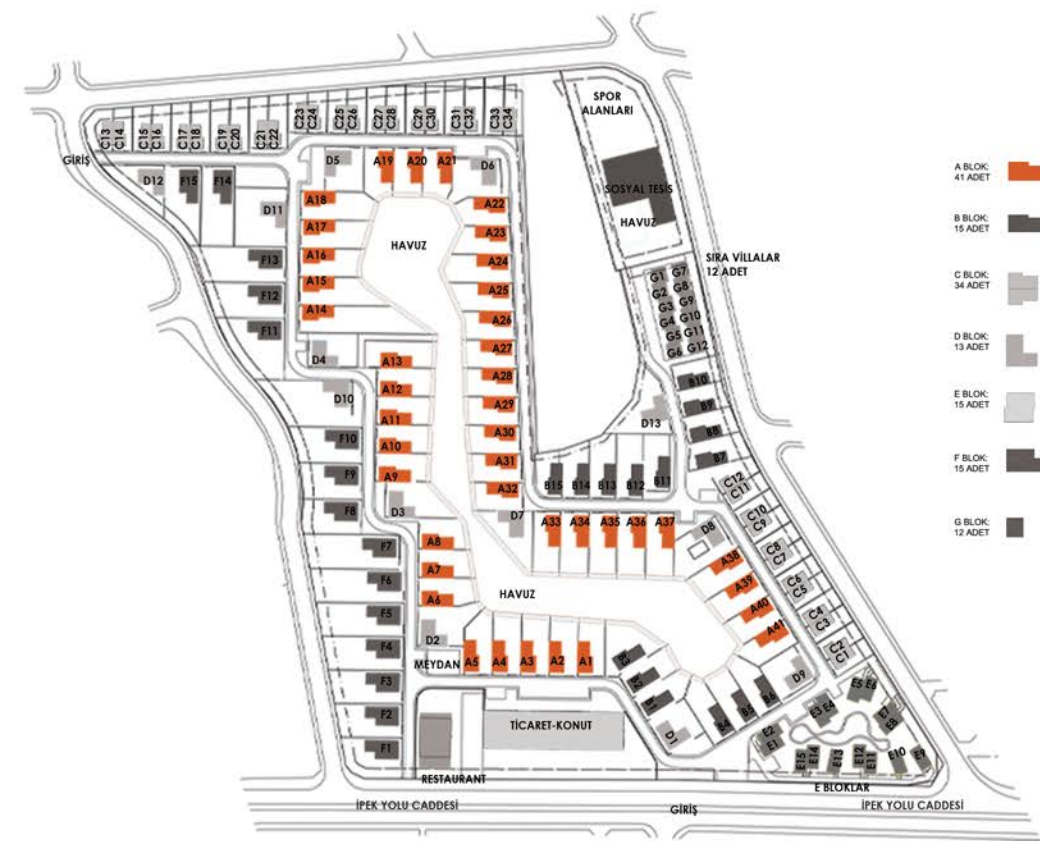 C13
C14
C15
C16
C17
C18
C19
C20
C21
C22
C23
C24
C25
C26
C27
C28
C29
C30
C31
C32
C33
C34
SPOR
ALANLARI
GİRİŞ
D12
F15
F14
D5
A19
A20
A21
D6
SOSYAL TESİS
HAVUZ
A BLOK:
41 ADET
B BLOK:
15 ADET
C BLOK:
34 ADET
D BLOK:
13 ADET
E BLOK:
15 ADET
F BLOK:
15 ADET
G BLOK:
12 ADET
D11
A18
A17
A16
A15
A14
HAVUZ
A22
A23
A24
A25
A26
A27
A28
A29
A30
A31
A32
SIRA VİLLALAR
12 ADET
G1
G7
G2
G8
G3
G9
G4
G10
G5
G11
G6
G12
F13
F12
F11
D4
A13
A12
A11
A10
A9
D10
F10
F9
F8
D3
D13
B10
B9
B8
B7
B15
B14
B13
B12
B11
D7
A33
A34
A35
A36
A37
D8
C12
C11
C10
C9
C8
C7
C6
C5
C4
C3
C2
C1
F7
F6
F5
F4
F3
F2
F1
A8
A7
A6
D2
HAVUZ
A38
A39
A40
A41
MEYDAN
A5
A4
A3
A2
A1
B3
B2
B1
D1
B4
B5
B6
D9
TİCARET-KONUT
RESTAURANT
E5
E6
E3
E4
E7
E8
E2
E1
E15
E14
E13
E12
E11
E10
E9
E BLOKLAR
İPEK YOLU CADDESİ
GİRİŞ
İPEK YOLU CADDESİ